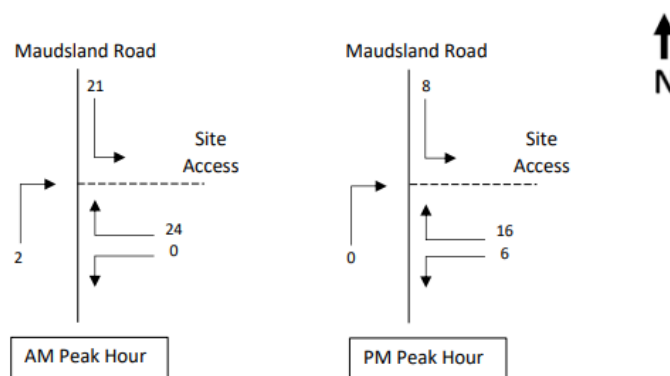 Maudsland Road
21
Site
Access
24
0
2
AM Peak Hour
Maudsland Road
8
Site
Access
16
6
0
PM Peak Hour
N